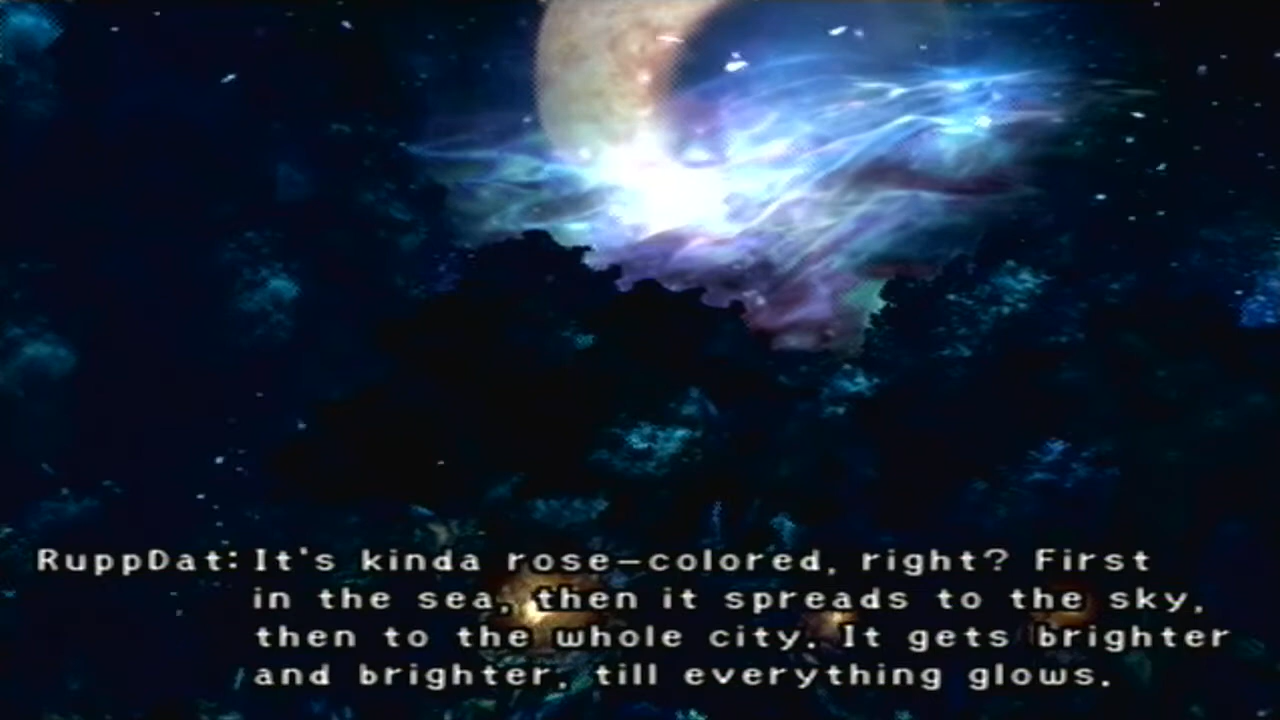 RuppDat: It's kinda rose-colored, right? First
in the sea, then it spreads to the sky,
then to the whole city. It gets brighter
and brighter, till everything glows.